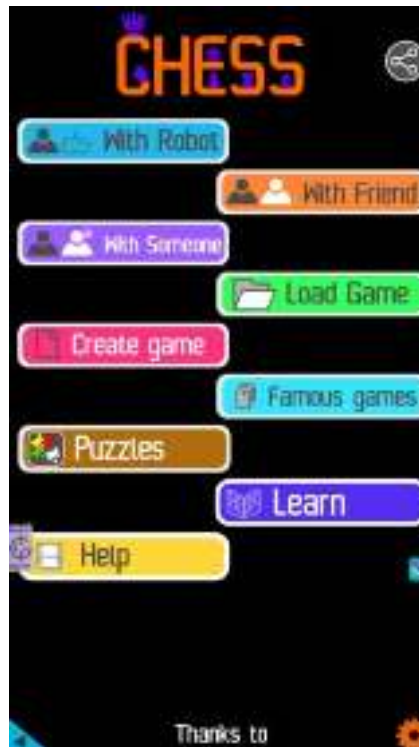 CHESS
With Robot
With Friend
With Someone
Load Game
Create game
Famous games
Puzzles
Learn
Help
Thanks to